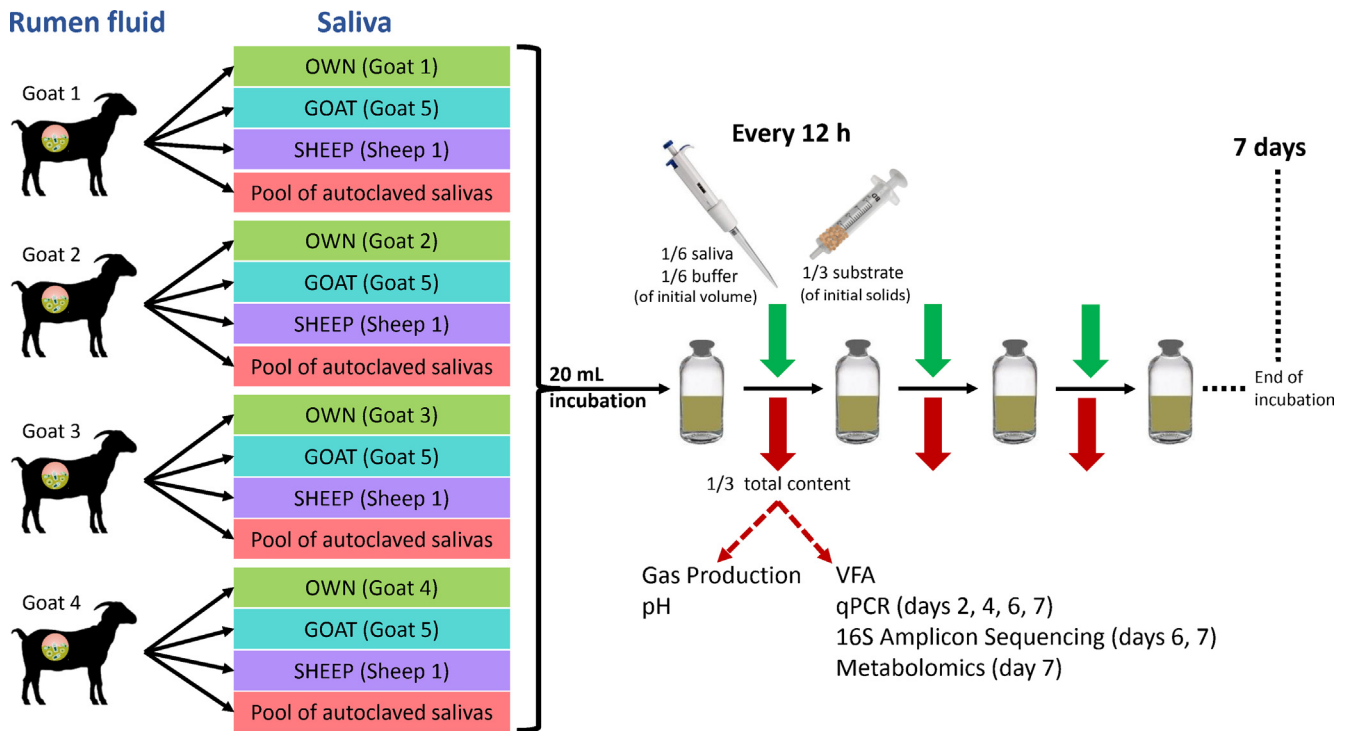 Rumen fluid
Saliva
Goat 1
OWN (Goat 1)
GOAT (Goat 5)
SHEEP (Sheep 1)
Pool of autoclaved salivas
Goat 2
OWN (Goat 2)
GOAT (Goat 5)
SHEEP (Sheep 1)
Pool of autoclaved salivas
Goat 3
OWN (Goat 3)
GOAT (Goat 5)
SHEEP (Sheep 1)
Pool of autoclaved salivas
Goat 4
OWN (Goat 4)
GOAT (Goat 5)
SHEEP (Sheep 1)
Pool of autoclaved salivas
20 mL
incubation
Every 12 h
1/6 saliva
1/6 buffer
(of initial volume)
1/3 substrate
(of initial solids)
7 days
End of
incubation
1/3 total content
Gas Production
pH
VFA
qPCR (days 2, 4, 6, 7)
16S Amplicon Sequencing (days 6, 7)
Metabolomics (day 7)